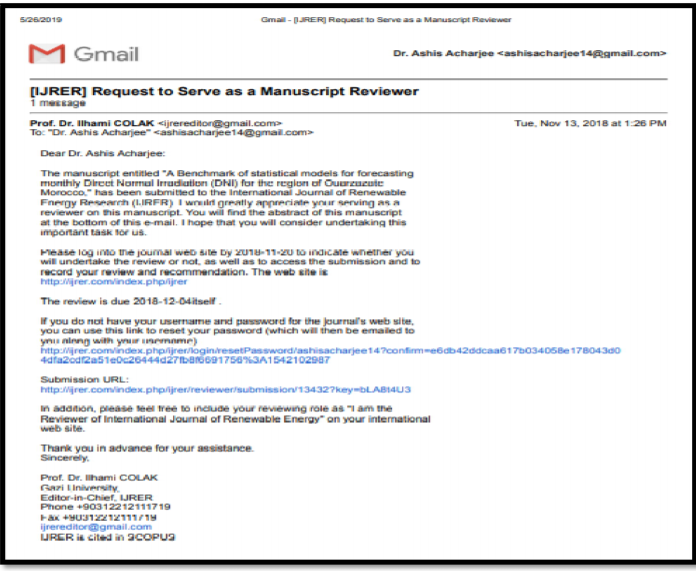 5/26/2019 Gmail - [IJRER] Request to Serve as a Manuscript Reviewer
Gmail Dr. Ashis Acharjee <ashisacharjee14@gmail.com>
[IJRER] Request to Serve as a Manuscript Reviewer
1 message
Prof. Dr. Ilhami COLAK <ijrereditor@gmail.com> Tue, Nov 13, 2018 at 1:26 PM
To: "Dr. Ashis Acharjee" <ashisacharjee14@gmail.com>
Dear Dr. Ashis Acharjee:
The manuscript entitled "A Benchmark of statistical models for forecasting
monthly Direct Normal Irradiation (DNI) for the region of Ouarzazate
Morocco," has been submitted to the International Journal of Renewable
Energy Research (IJRER). I would greatly appreciate your serving as a
reviewer on this manuscript. You will find the abstract of this manuscript
at the bottom of this e-mail. I hope that you will consider undertaking this
important task for us.
Please log into the journal web site by 2018-11-20 to indicate whether you
will undertake the review or not, as well as to access the submission and to
record your review and recommendation. The web site is
http://ijrer.com/index.php/ijrer
The review is due 2018-12-04itself .
If you do not have your username and password for the journal's web site,
you can use this link to reset your password (which will then be emailed to
you along with your username)
http://ijrer.com/index.php/ijrer/login/resetPassword/ashisacharjee14?confirm=e6db42ddcaa617b034058e178043d0
4dfa2cdf2a51e0c26444d27fb8f6691756%3A1542102987
Submission URL:
http://ijrer.com/index.php/ijrer/reviewer/submission/13432?key=bLA8t4U3
In addition, please feel free to include your reviewing role as "I am the
Reviewer of International Journal of Renewable Energy" on your international
web site.
Thank you in advance for your assistance.
Sincerely,
Prof. Dr. Ilhami COLAK
Gazi University,
Editor-in-Chief, IJRER
Phone +90312212111719
Fax +90312212111719
ijrereditor@gmail.com
IJRER is cited in SCOPUS